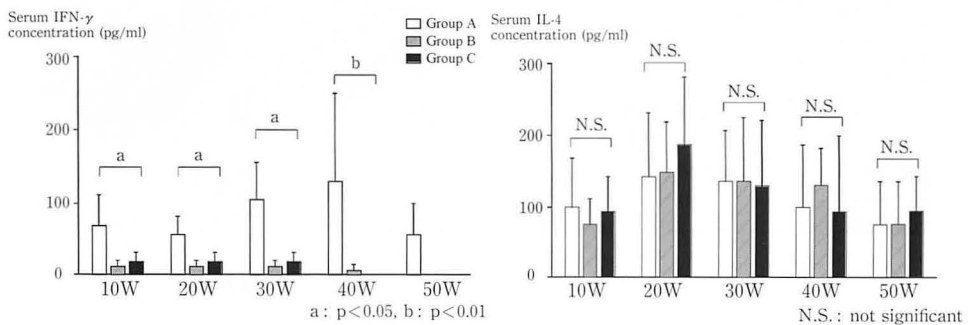 Serum IFN-γ
concentration (pg/ml)
300
200
100
0
a
a
a
b
10W
20W
30W
40W
50W
a : p<0.05, b : p<0.01
Group A
Group B
Group C
Serum IL-4
concentration (pg/ml)
300
200
100
0
N.S.
N.S.
N.S.
N.S.
N.S.
10W
20W
30W
40W
50W
N.S. : not significant